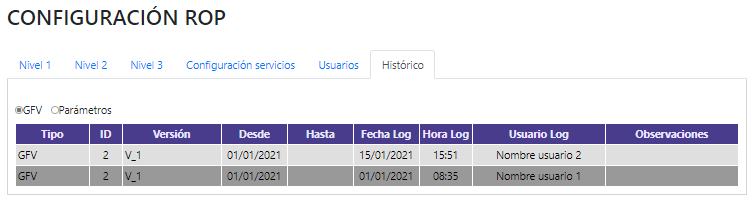 CONFIGURACIÓN ROP
Nivel 1 Nivel 2 Nivel 3 Configuración servicios Usuarios Histórico
GFV Parámetros
Tipo ID Versión Desde Hasta Fecha Log Hora Log Usuario Log Observaciones
GFV 2 V_1 01/01/2021 15/01/2021 15:51 Nombre usuario 2
GFV 2 V_1 01/01/2021 01/01/2021 08:35 Nombre usuario 1